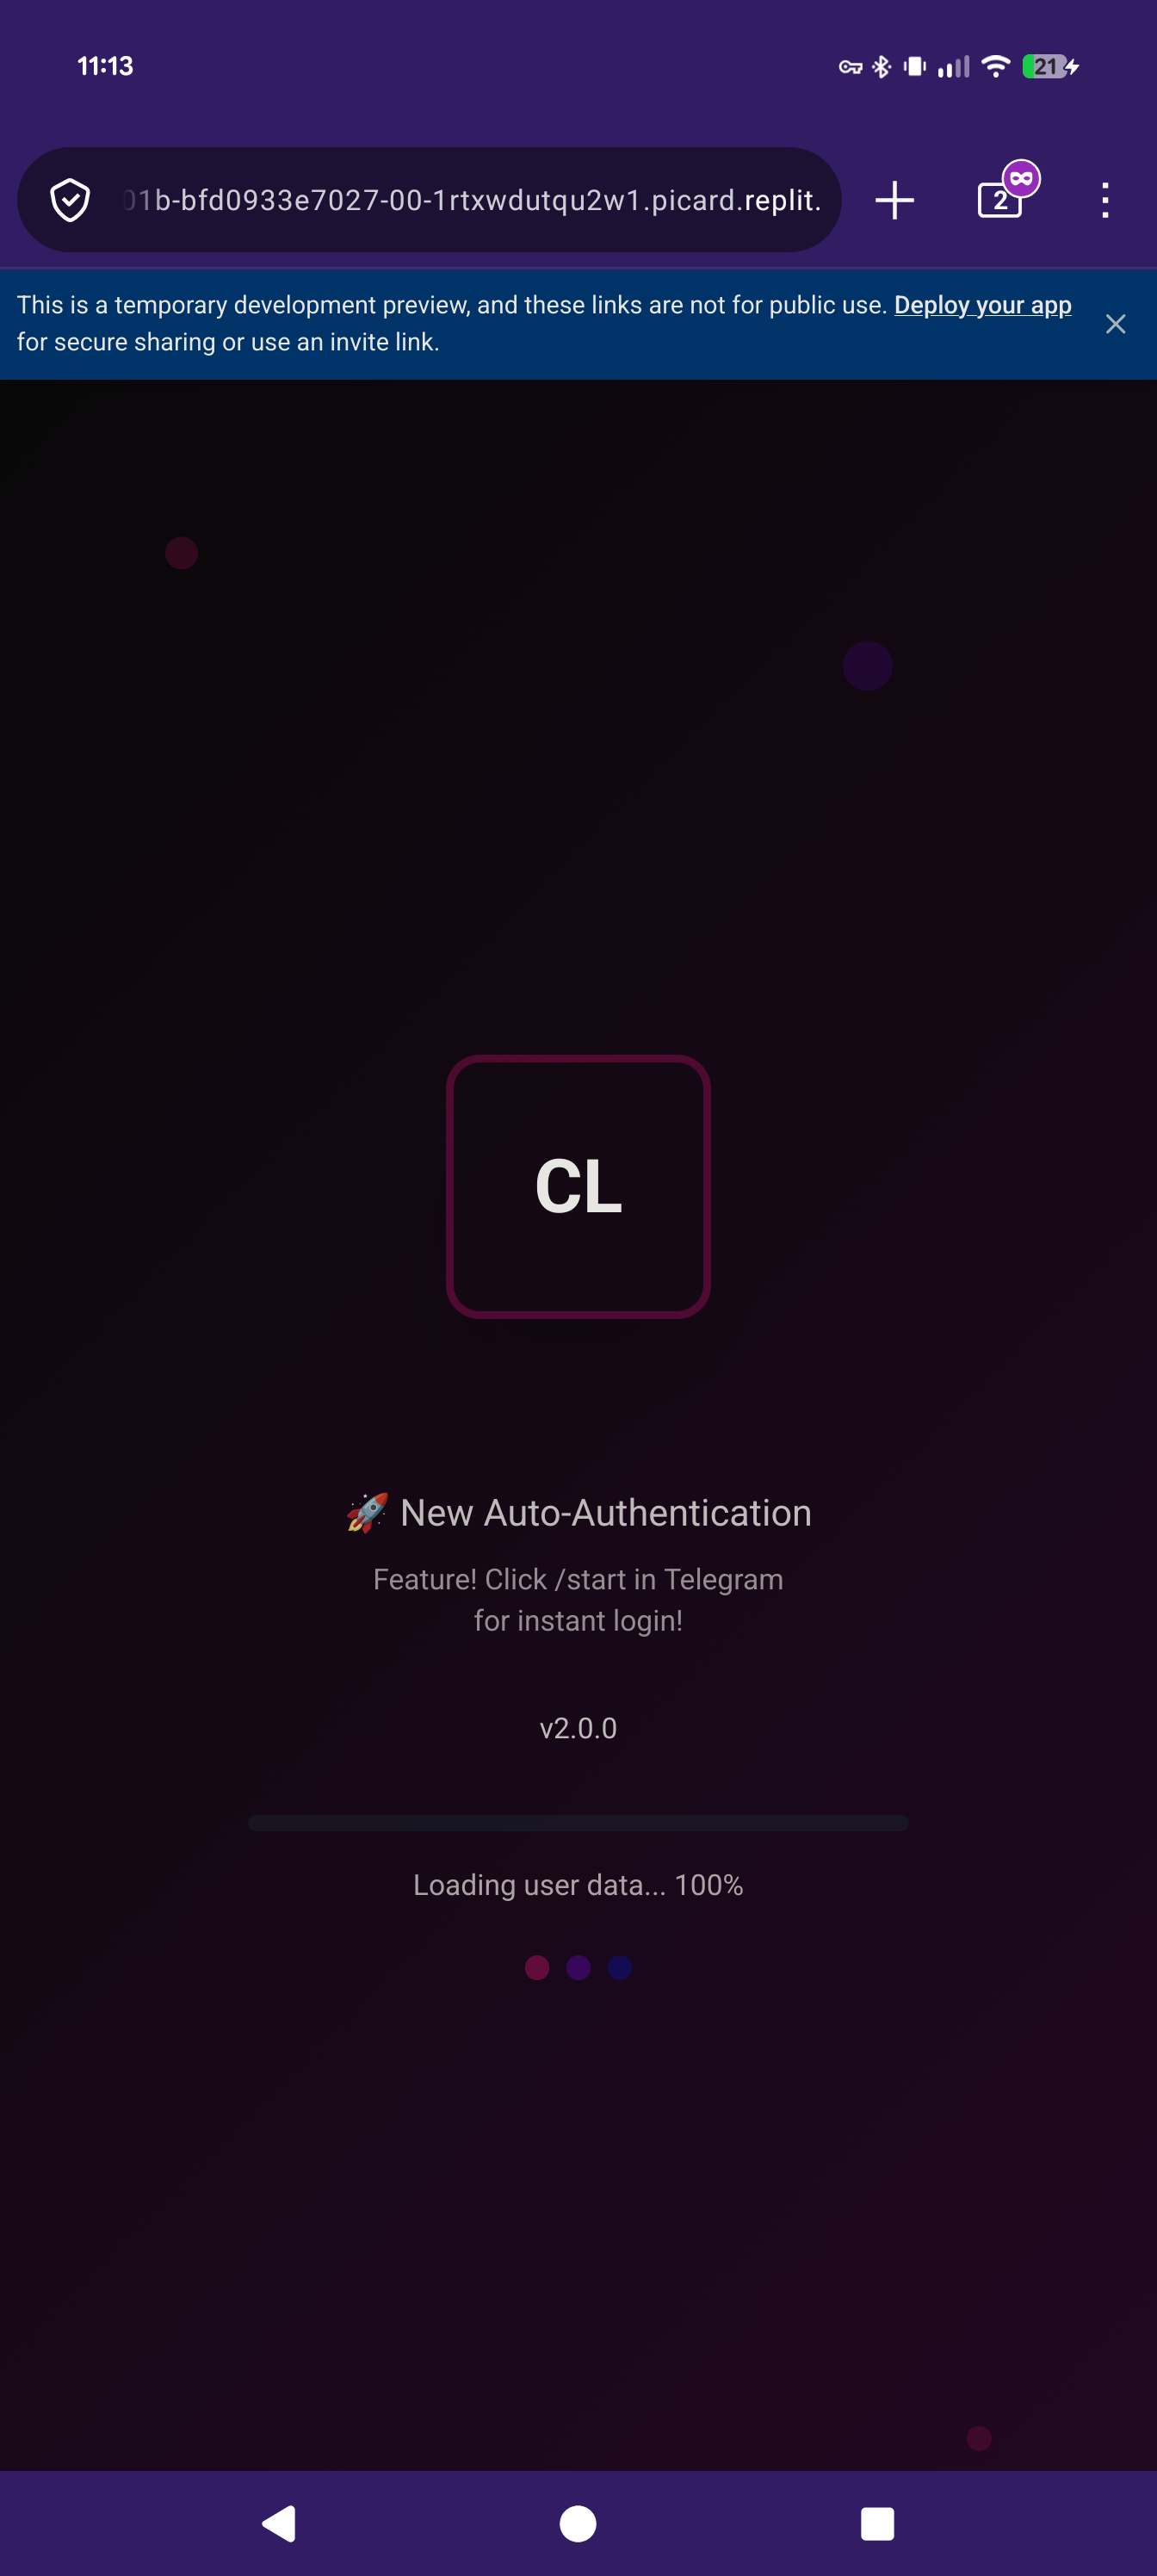 11:13
21
01b-bfd0933e7027-00-1rtxwdutqu2w1.picard.replit.
2
This is a temporary development preview, and these links are not for public use. Deploy your app
for secure sharing or use an invite link.
CL
🚀 New Auto-Authentication
Feature! Click /start in Telegram
for instant login!
v2.0.0
Loading user data... 100%